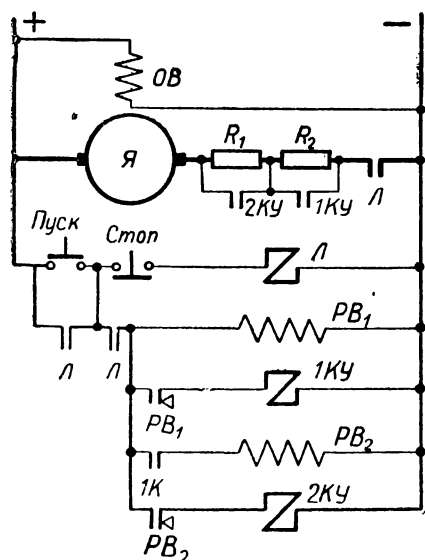 + −
ОВ
R₁ R₂
Я
2КУ 1КУ Л
Пуск Стоп Л
РВ₁
Л Л
1КУ
РВ₁
РВ₂
1К
2КУ
РВ₂